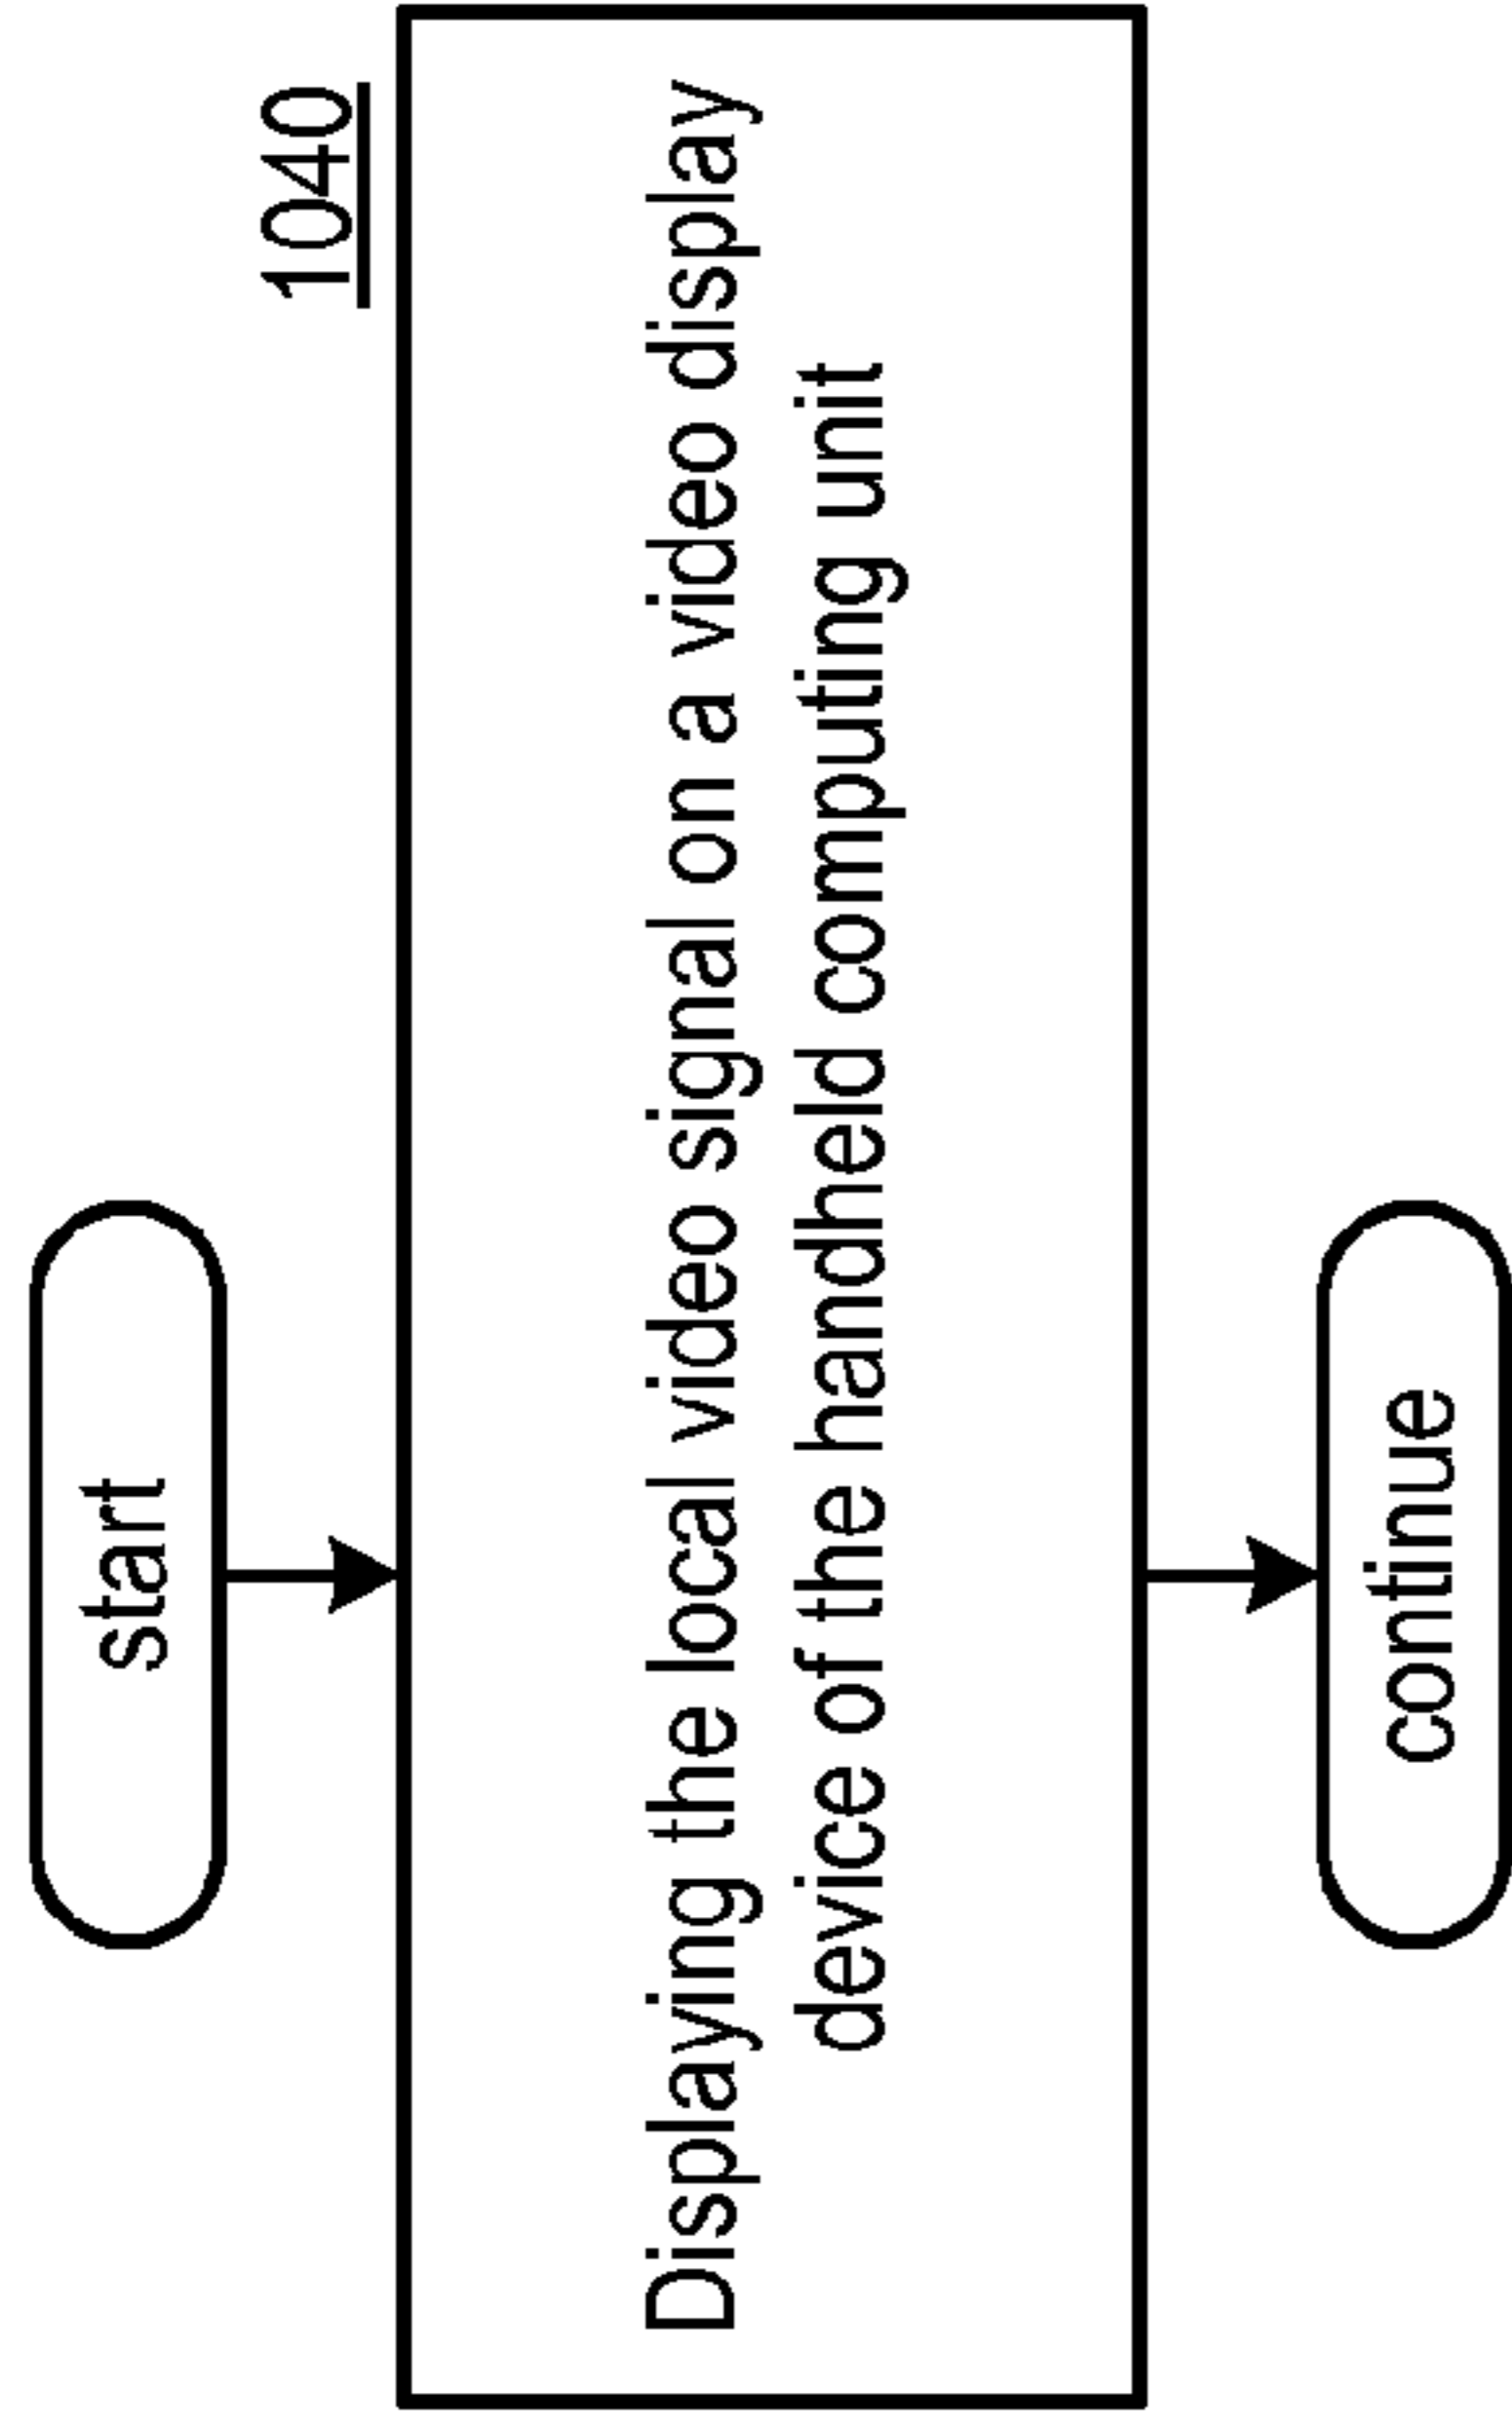 start
1040
Displaying the local video signal on a video display
device of the handheld computing unit
continue